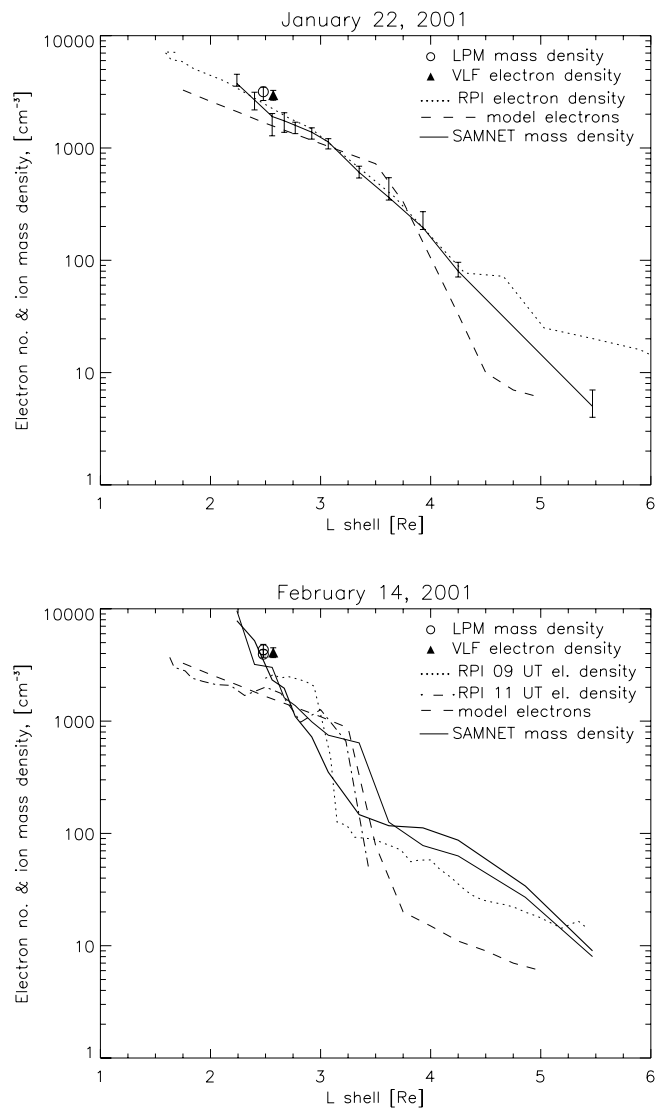 January 22, 2001
10000
1000
100
10
1
Electron no. & ion mass density, [cm⁻³]
LPM mass density
VLF electron density
RPI electron density
model electrons
SAMNET mass density
1 2 3 4 5 6
L shell [Re]
February 14, 2001
10000
1000
100
10
1
Electron no. & ion mass density, [cm⁻³]
LPM mass density
VLF electron density
RPI 09 UT el. density
RPI 11 UT el. density
model electrons
SAMNET mass density
1 2 3 4 5 6
L shell [Re]